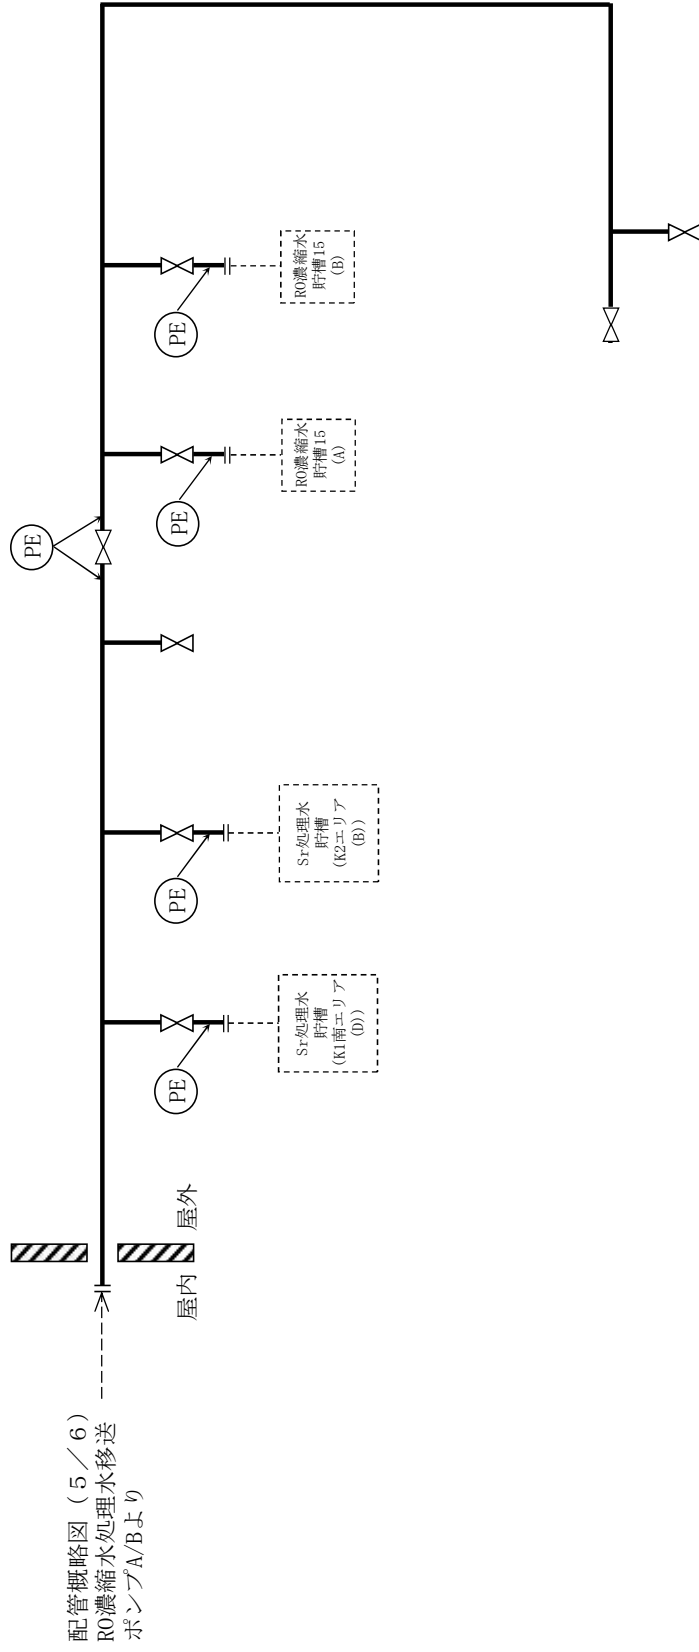 配管概略図（５／６）
RO濃縮水処理水移送
ポンプA/Bより
屋内
屋外
PE
Sr処理水
貯槽
(K1南エリア
(D))
PE
Sr処理水
貯槽
(K2エリア
(B))
PE
PE
RO濃縮水
貯槽15
(A)
PE
RO濃縮水
貯槽15
(B)